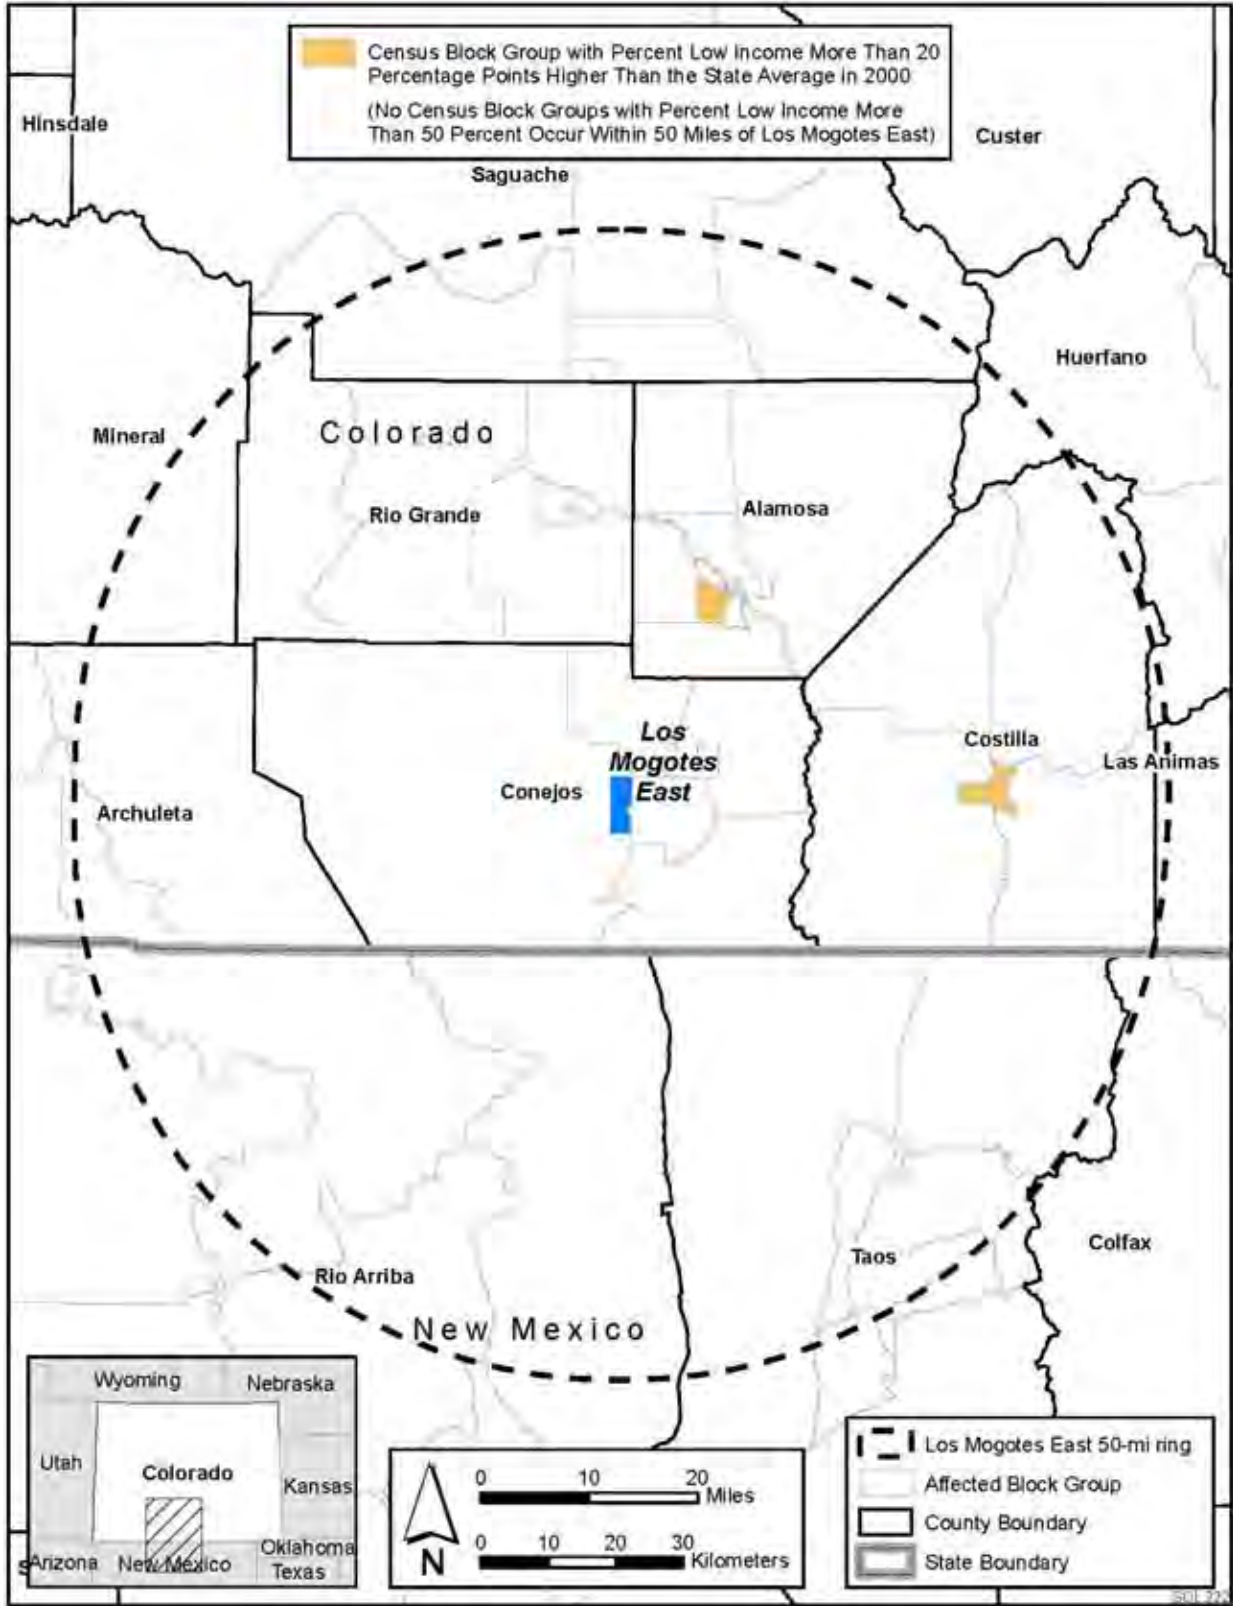 Census Block Group with Percent Low Income More Than 20
Percentage Points Higher Than the State Average in 2000
(No Census Block Groups with Percent Low Income More
Than 50 Percent Occur Within 50 Miles of Los Mogotes East)
Hinsdale
Custer
Saguache
Huerfano
Mineral
Colorado
Rio Grande
Alamosa
Los
Mogotes
East
Costilla
Las Animas
Conejos
Archuleta
Colfax
Taos
Rio Arriba
New Mexico
Wyoming
Nebraska
Utah
Colorado
Kansas
Oklahoma
Arizona
New Mexico
Texas
0 10 20
Miles
0 10 20 30
Kilometers
N
Los Mogotes East 50-mi ring
Affected Block Group
County Boundary
State Boundary